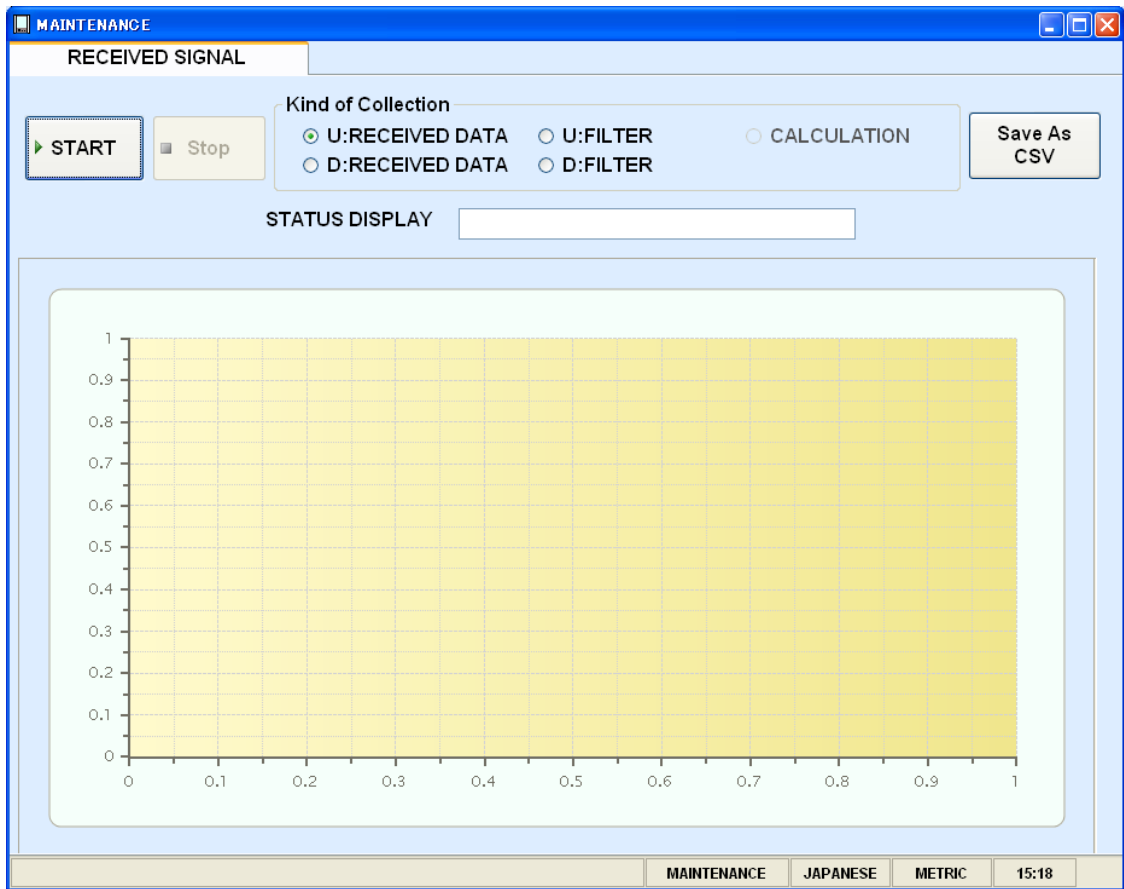 MAINTENANCE
RECEIVED SIGNAL
START
Stop
Kind of Collection
U:RECEIVED DATA U:FILTER CALCULATION
D:RECEIVED DATA D:FILTER
Save As
CSV
STATUS DISPLAY
1
0.9
0.8
0.7
0.6
0.5
0.4
0.3
0.2
0.1
0
0 0.1 0.2 0.3 0.4 0.5 0.6 0.7 0.8 0.9 1
MAINTENANCE JAPANESE METRIC 15:18